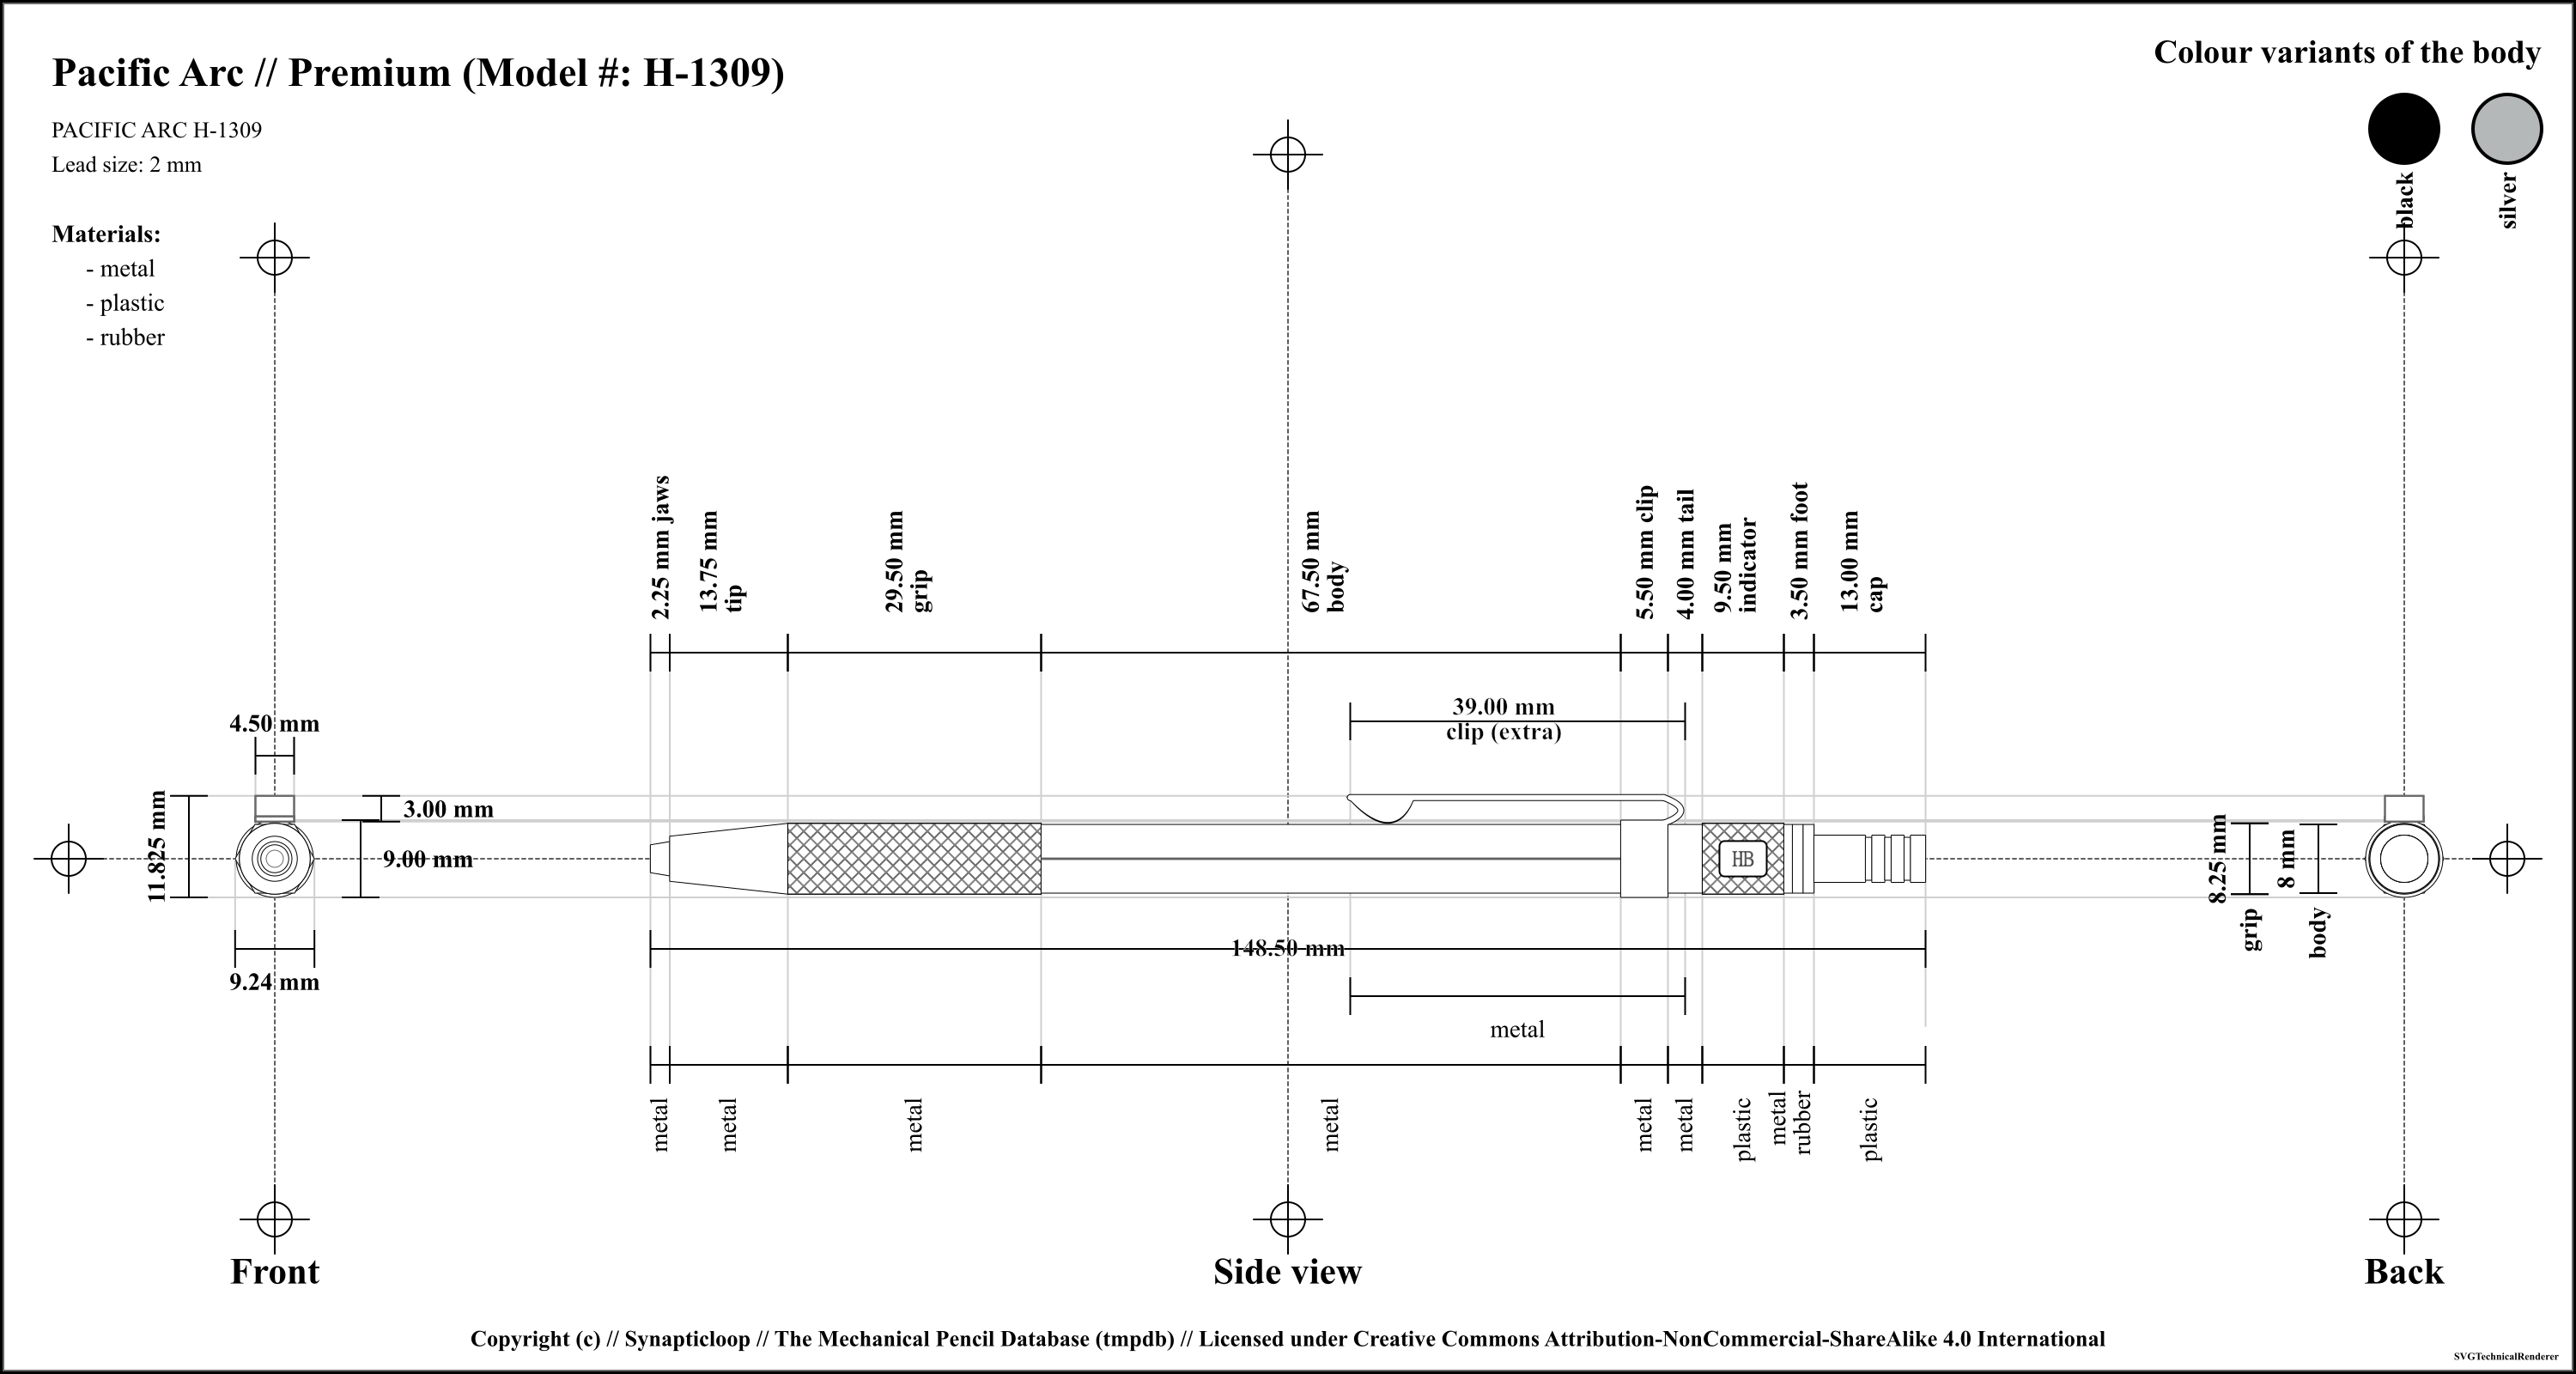 Pacific Arc // Premium (Model #: H-1309)
PACIFIC ARC H-1309
Lead size: 2 mm
Materials:
- metal
- plastic
- rubber
Colour variants of the body
black
silver
2.25 mm jaws
13.75 mm
tip
29.50 mm
grip
67.50 mm
body
5.50 mm clip
4.00 mm tail
9.50 mm
indicator
3.50 mm foot
13.00 mm
cap
39.00 mm
clip (extra)
4.50 mm
11.825 mm
3.00 mm
9.00 mm
9.24 mm
HB
8.25 mm
grip
8 mm
body
148.50 mm
metal
metal
metal
metal
metal
metal
metal
plastic
metal
rubber
plastic
Front
Side view
Back
Copyright (c) // Synapticloop // The Mechanical Pencil Database (tmpdb) // Licensed under Creative Commons Attribution-NonCommercial-ShareAlike 4.0 International
SVGTechnicalRenderer